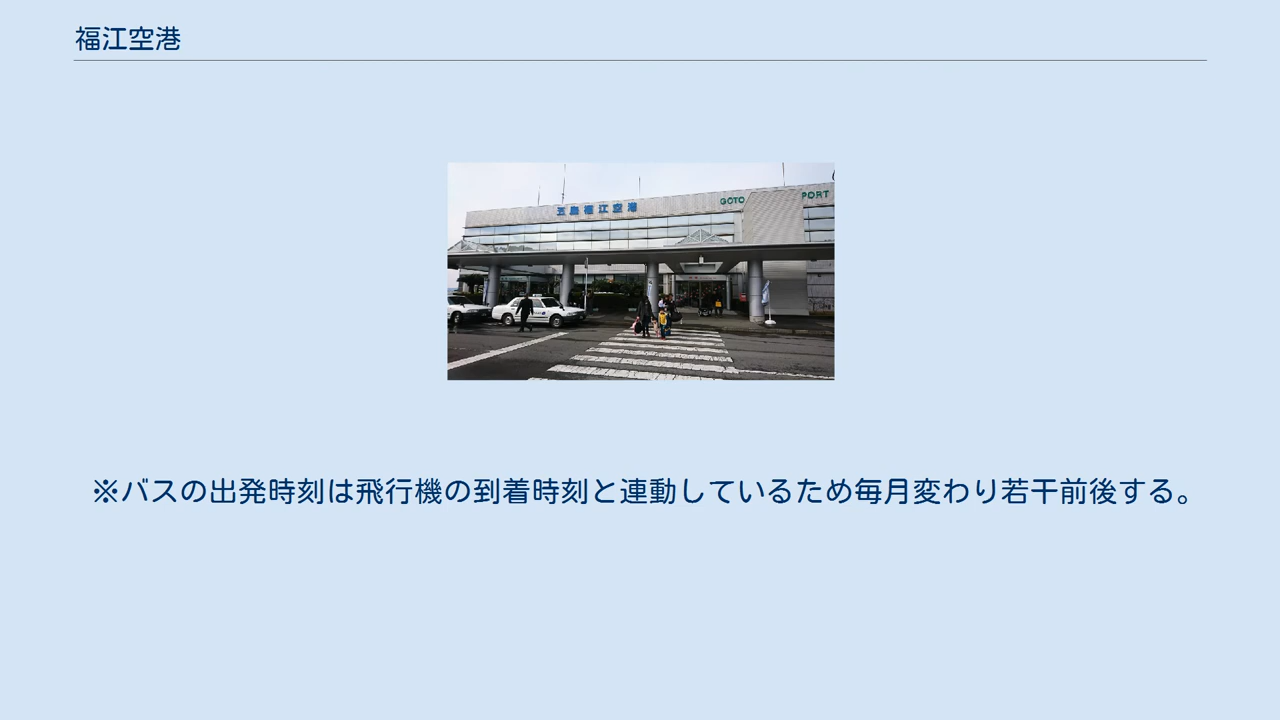 福江空港
五島福江空港
GOTO
PORT
※バスの出発時刻は飛行機の到着時刻と連動しているため毎月変わり若干前後する。